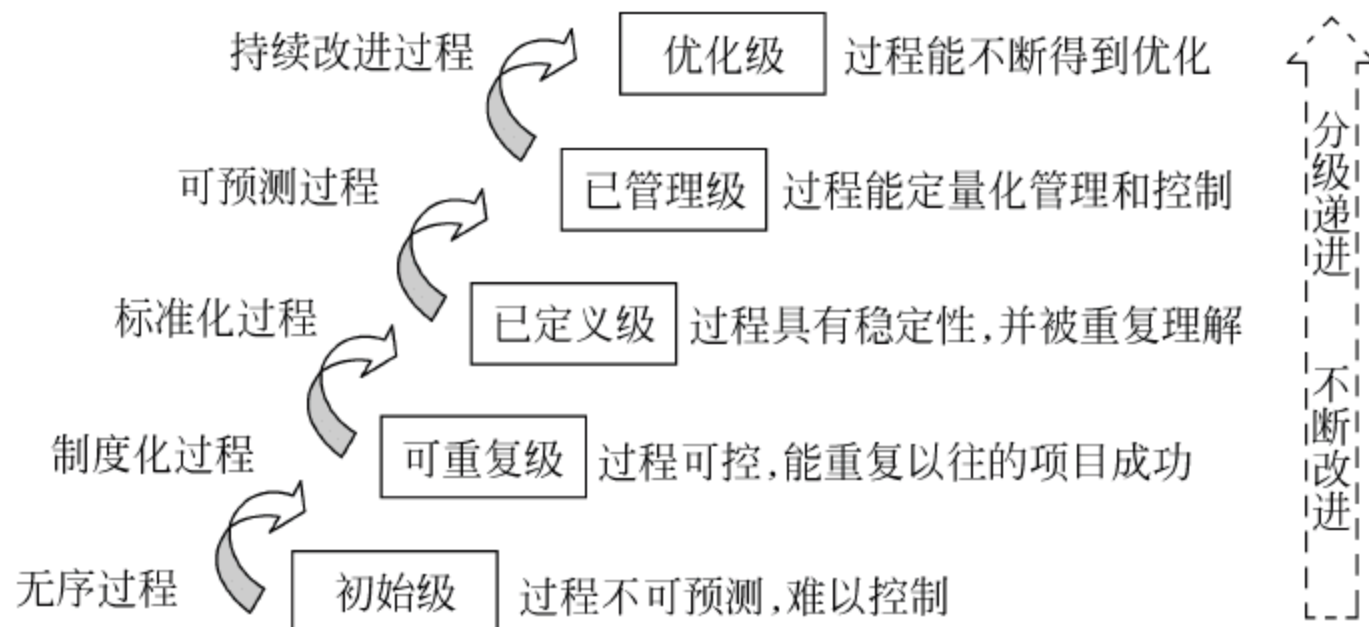 持续改进过程 优化级 过程能不断得到优化
可预测过程 已管理级 过程能定量化管理和控制
标准化过程 已定义级 过程具有稳定性,并被重复理解
制度化过程 可重复级 过程可控,能重复以往的项目成功
无序过程 初始级 过程不可预测,难以控制
分级递进 不断改进